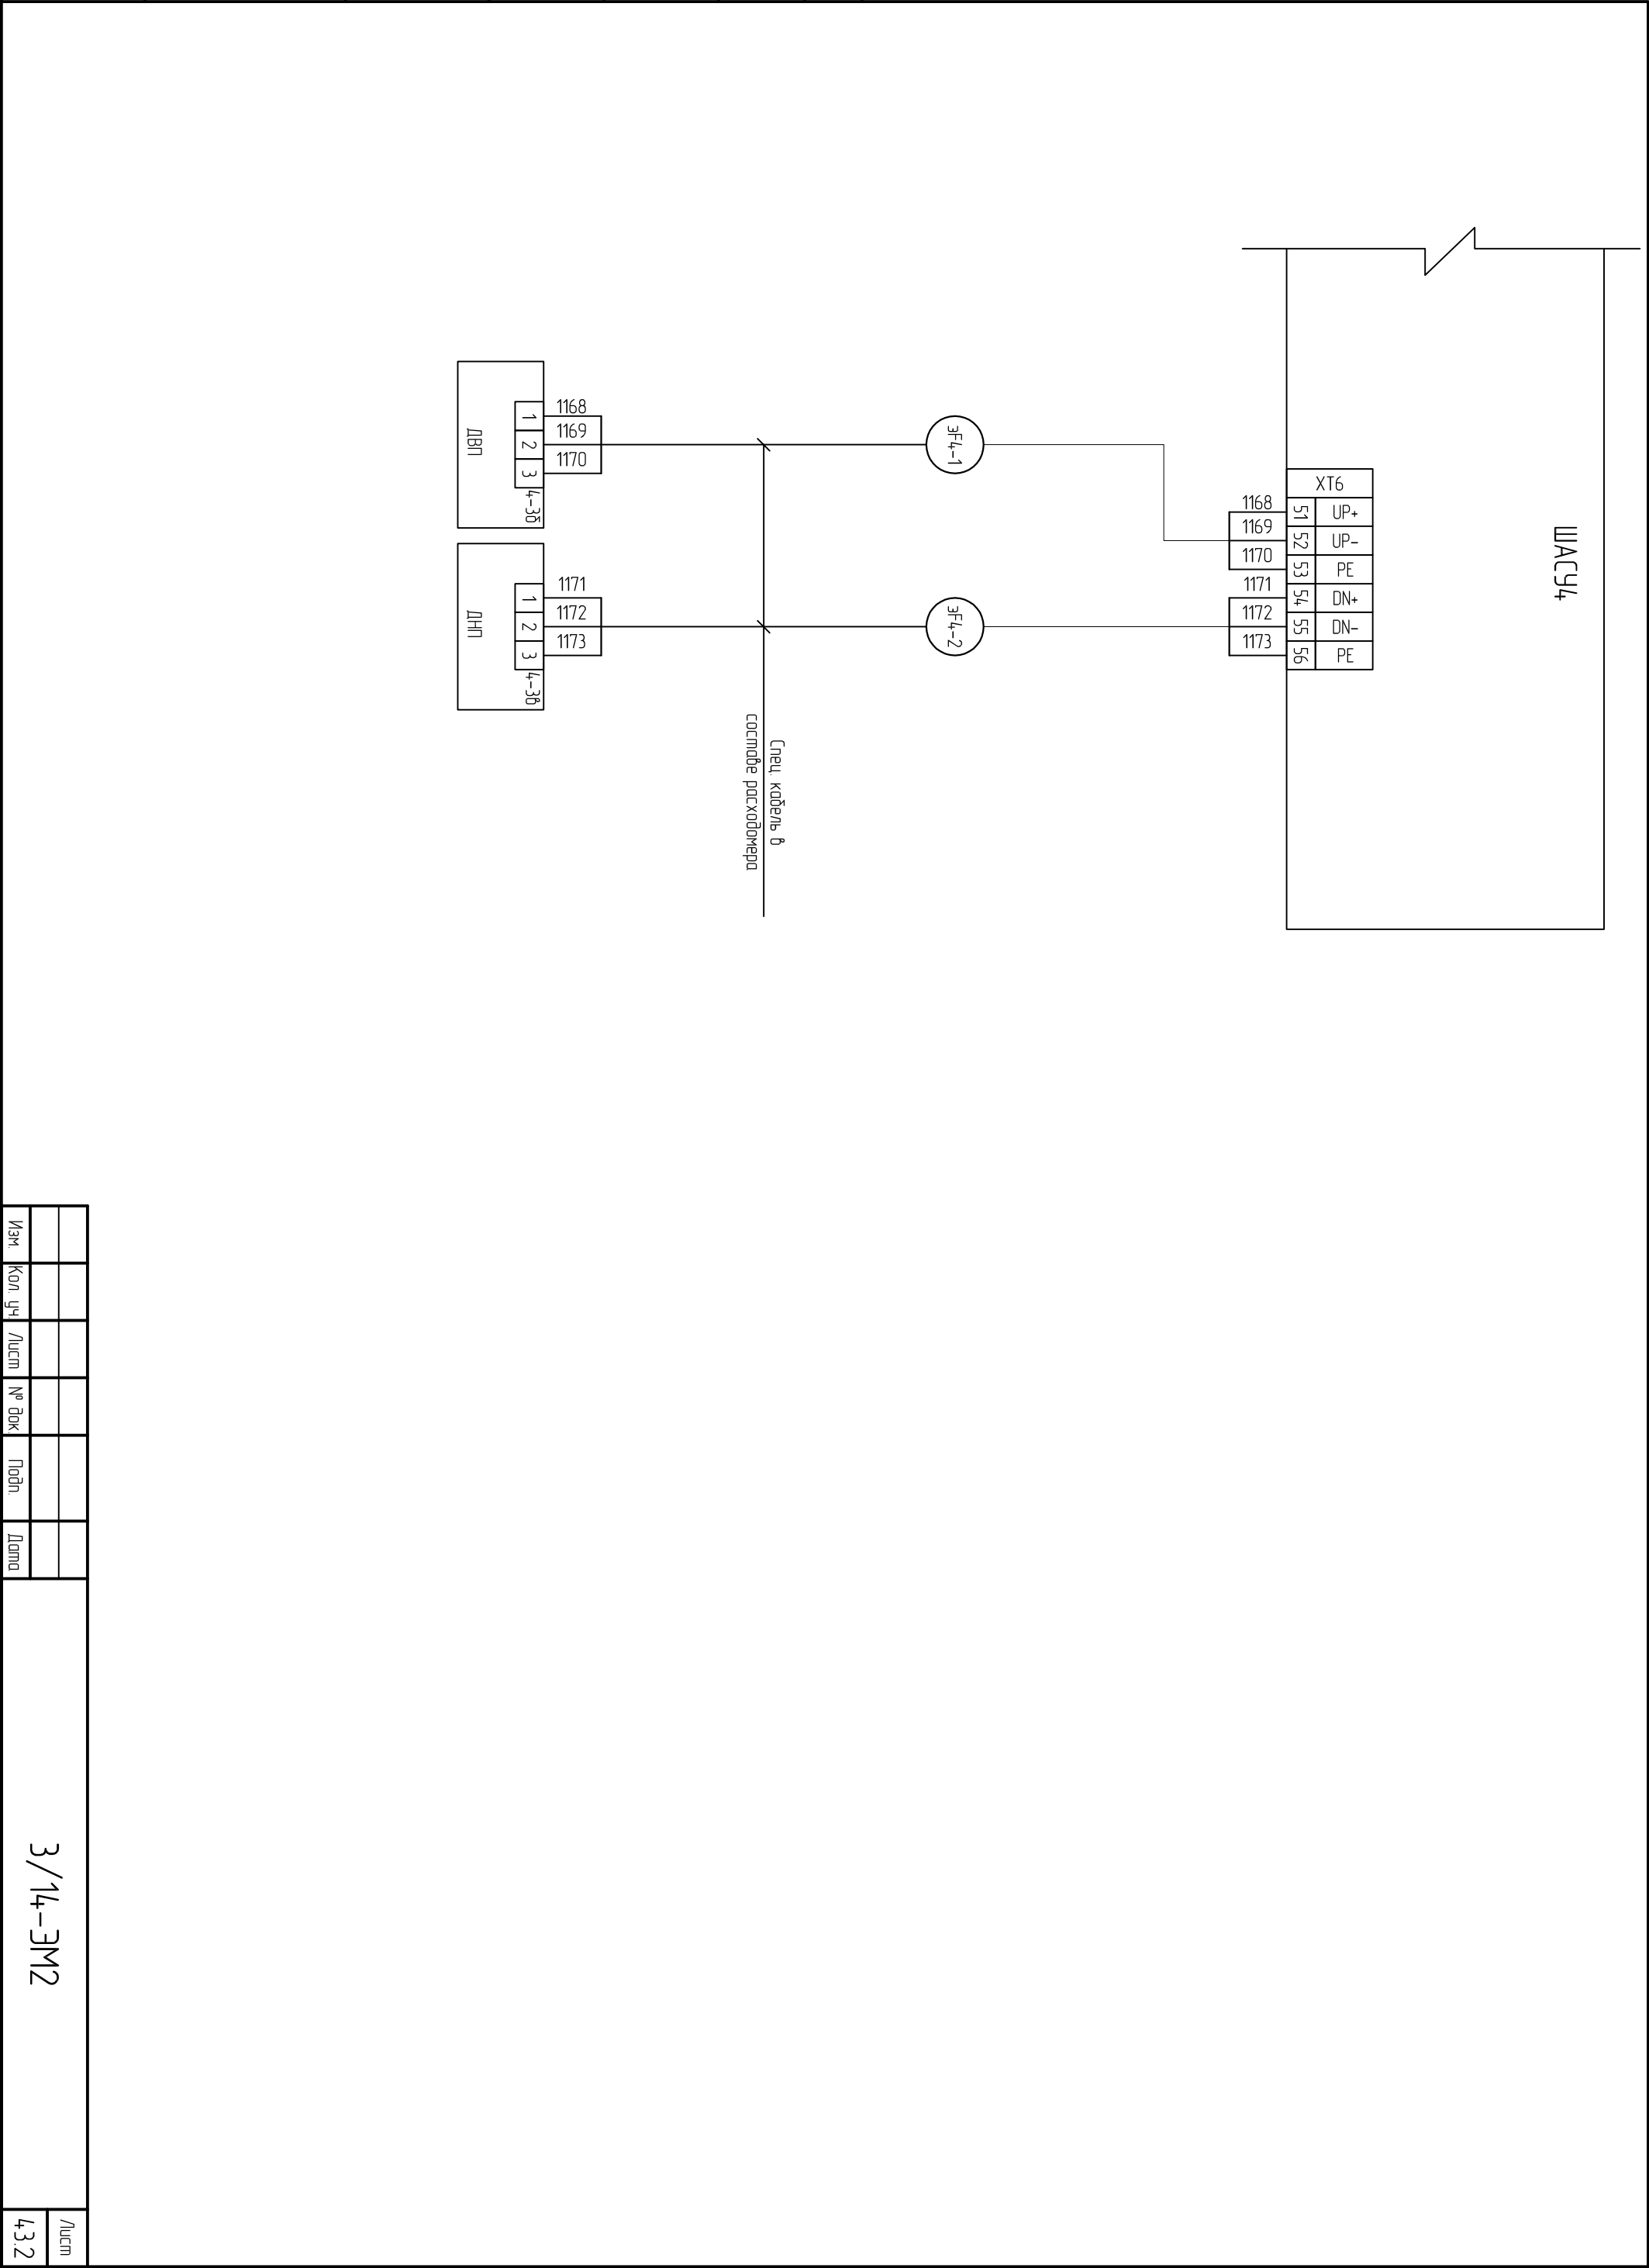 ШАСУ4
ХТ6
51 UP+
52 UP-
53 PE
54 DN+
55 DN-
56 PE
1168
1169
1170
1171
1172
1173
эF4-1
эF4-2
Спец. кабель в
составе расходомера
1168
1169
1170
1
2
3
4-3б
ДВП
1171
1172
1173
1
2
3
4-3в
ДНП
Изм.
Кол. уч.
Лист
№ док.
Подп.
Дата
3/14-ЭМ2
Лист
43.2